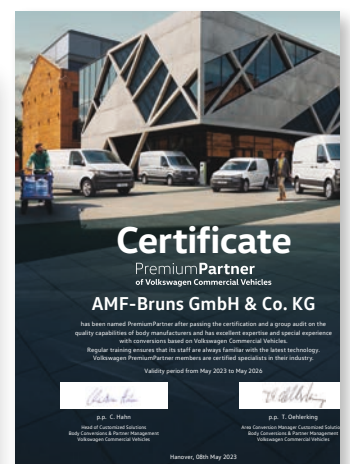 Certificate
PremiumPartner
of Volkswagen Commercial Vehicles
AMF-Bruns GmbH & Co. KG
has been named PremiumPartner after passing the certification and a group audit on the
quality capabilities of body manufacturers and has excellent expertise and special experience
with conversions based on Volkswagen Commercial Vehicles.
Regular training ensures that its staff are always familiar with the latest technology.
Volkswagen PremiumPartners are certified specialists in their industry.
Validity period from May 2023 to May 2026
p.p. C. Hahn
p.p. T. Oehlerking
Head of Customized Solutions
Body Conversions & Partner Management
Volkswagen Commercial Vehicles
Area Conversion Manager Customized
Body Conversions & Partner Management
Volkswagen Commercial Vehicles
Hanover, 08th May 2023